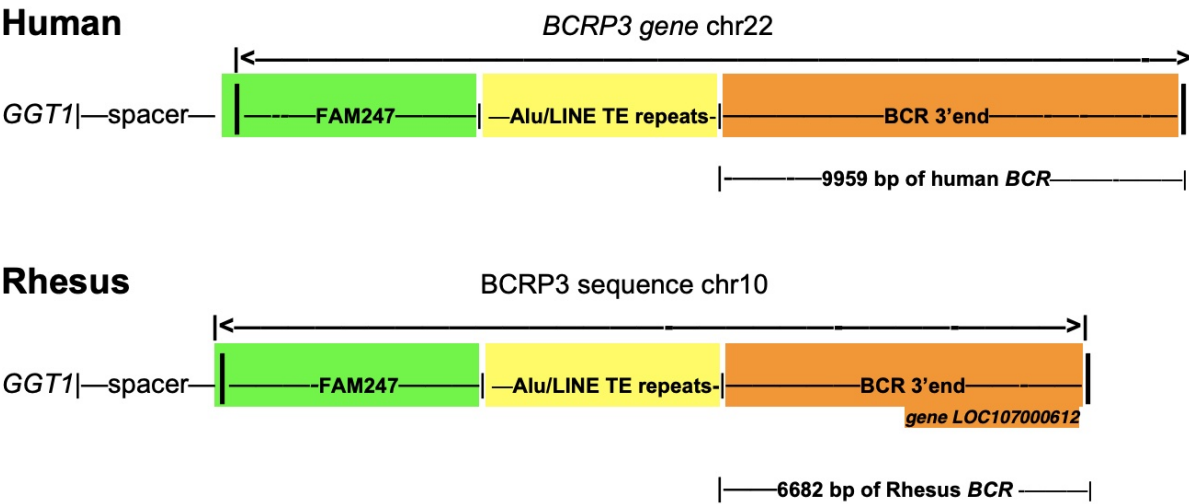 Human
BCRP3 gene chr22
|<—————————————————>
GGT1|—spacer— |—--—FAM247———| —Alu/LINE TE repeats-| ———BCR 3’end————-——-——-—|
|-——-—9959 bp of human BCR———-———|
Rhesus
BCRP3 sequence chr10
|<—————————-————-———-————>|
GGT1|—spacer—|———-FAM247———| —Alu/LINE TE repeats-|————BCR 3’end———-——|
gene LOC107000612
|———6682 bp of Rhesus BCR -———|